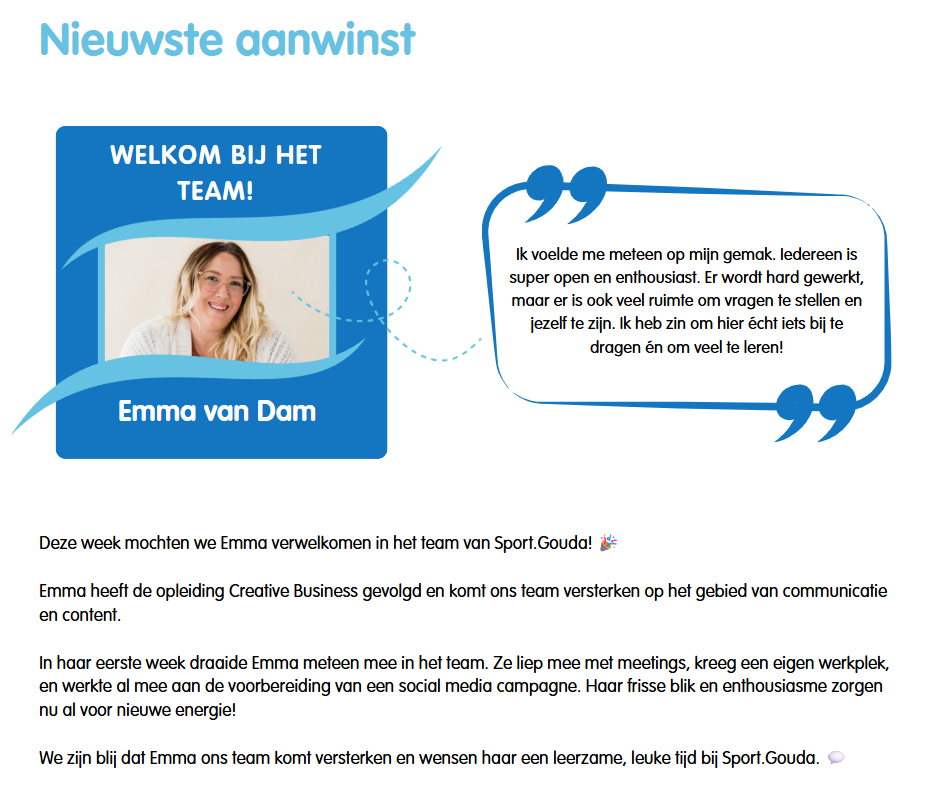 Nieuwste aanwinst
WELKOM BIJ HET
TEAM!
Emma van Dam
Ik voelde me meteen op mijn gemak. Iedereen is
super open en enthousiast. Er wordt hard gewerkt,
maar er is ook veel ruimte om vragen te stellen en
jezelf te zijn. Ik heb zin om hier écht iets bij te
dragen én om veel te leren!
Deze week mochten we Emma verwelkomen in het team van Sport.Gouda! 🎉
Emma heeft de opleiding Creative Business gevolgd en komt ons team versterken op het gebied van communicatie
en content.
In haar eerste week draaide Emma meteen mee in het team. Ze liep mee met meetings, kreeg een eigen werkplek,
en werkte al mee aan de voorbereiding van een social media campagne. Haar frisse blik en enthousiasme zorgen
nu al voor nieuwe energie!
We zijn blij dat Emma ons team komt versterken en wensen haar een leerzame, leuke tijd bij Sport.Gouda. 💬